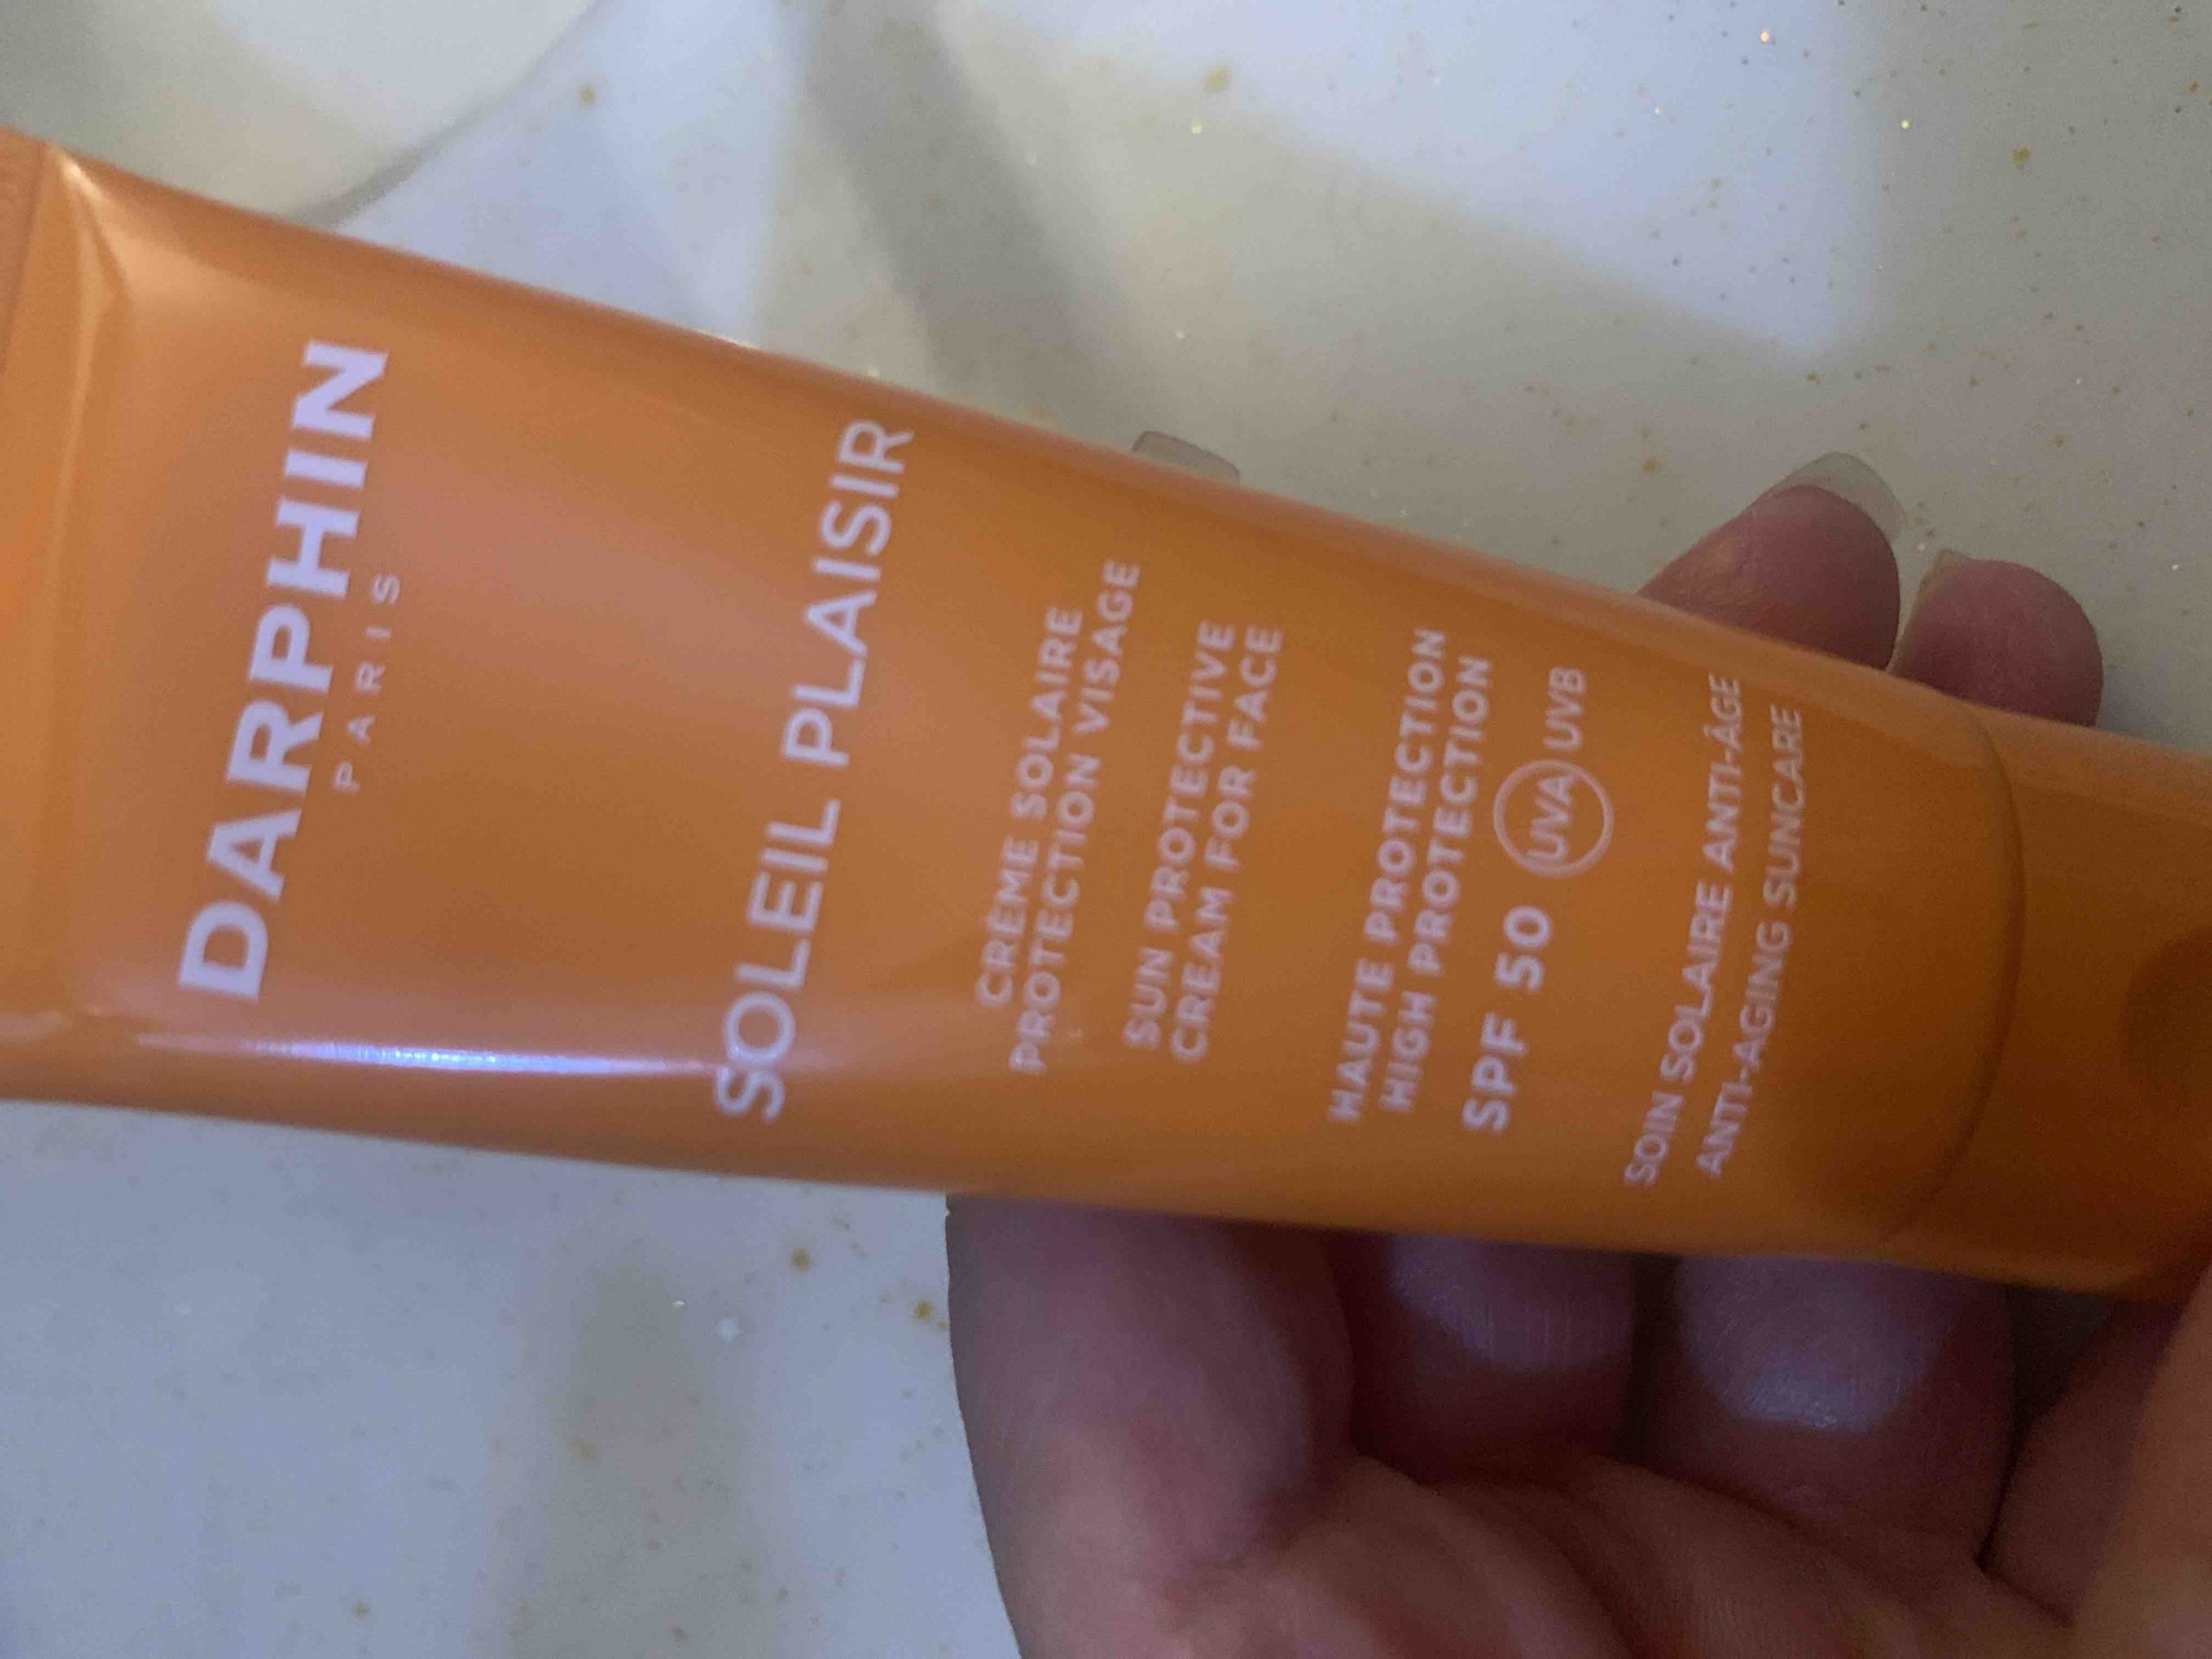 DARPHIN
PARIS
SOLEIL PLAISIR
CRÈME SOLAIRE
PROTECTION VISAGE
SUN PROTECTIVE
CREAM FOR FACE
HAUTE PROTECTION
HIGH PROTECTION
SPF 50 UVA UVB
SOIN SOLAIRE ANTI-ÂGE
ANTI-AGING SUNCARE